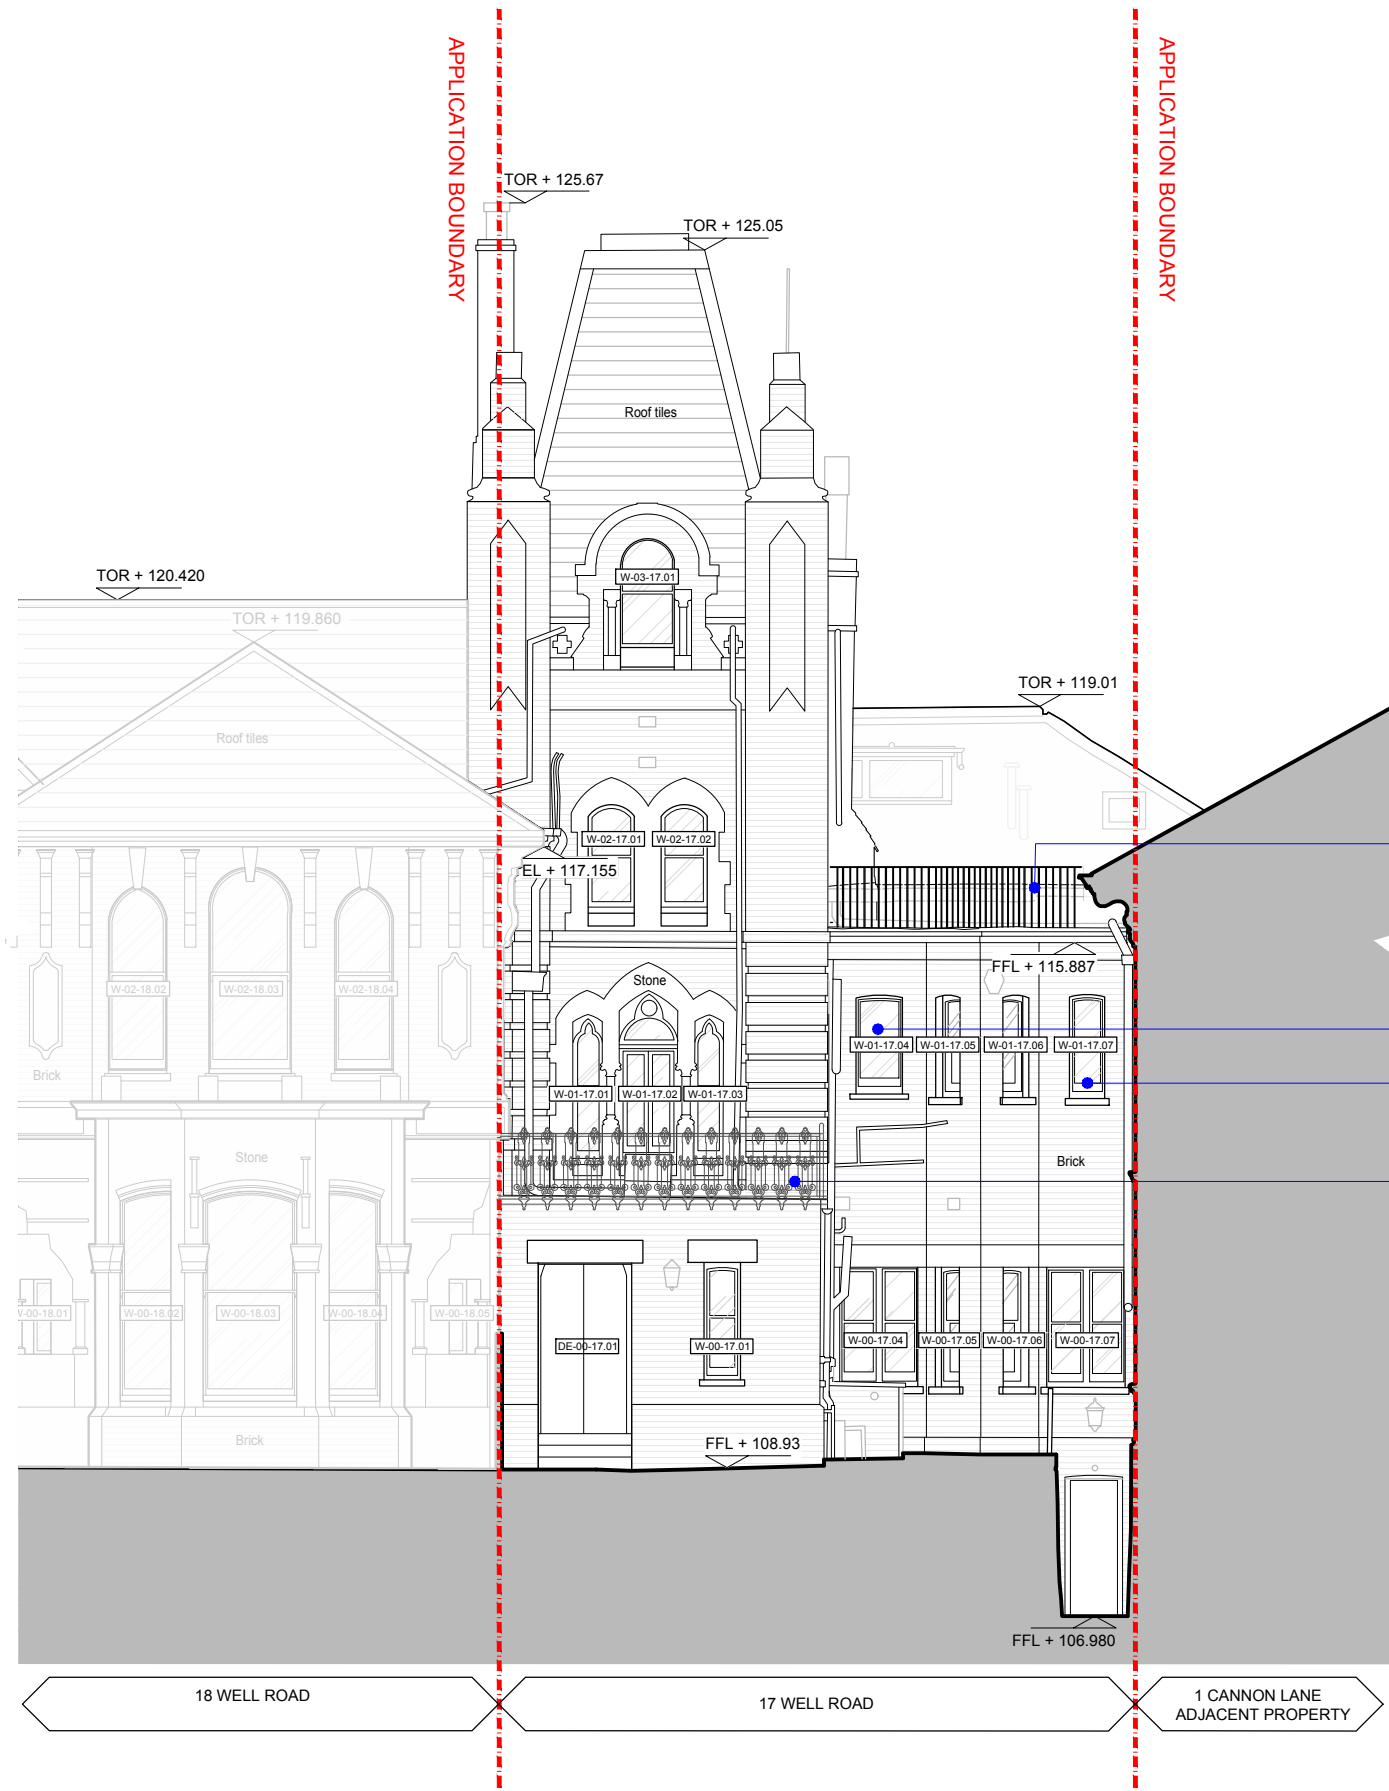 APPLICATION BOUNDARY
APPLICATION BOUNDARY
TOR + 125.67
TOR + 125.05
Roof tiles
W-03-17.01
TOR + 120.420
TOR + 119.860
TOR + 119.01
Roof tiles
W-02-17.01
W-02-17.02
EL + 117.155
FFL + 115.887
Stone
W-02-18.02
W-02-18.03
W-02-18.04
W-01-17.04
W-01-17.05
W-01-17.06
W-01-17.07
Brick
W-01-17.01
W-01-17.02
W-01-17.03
Stone
Brick
W-00-18.01
W-00-18.02
W-00-18.03
W-00-18.04
W-00-18.05
DE-00-17.01
W-00-17.01
W-00-17.04
W-00-17.05
W-00-17.06
W-00-17.07
Brick
FFL + 108.93
FFL + 106.980
18 WELL ROAD
17 WELL ROAD
1 CANNON LANE
ADJACENT PROPERTY